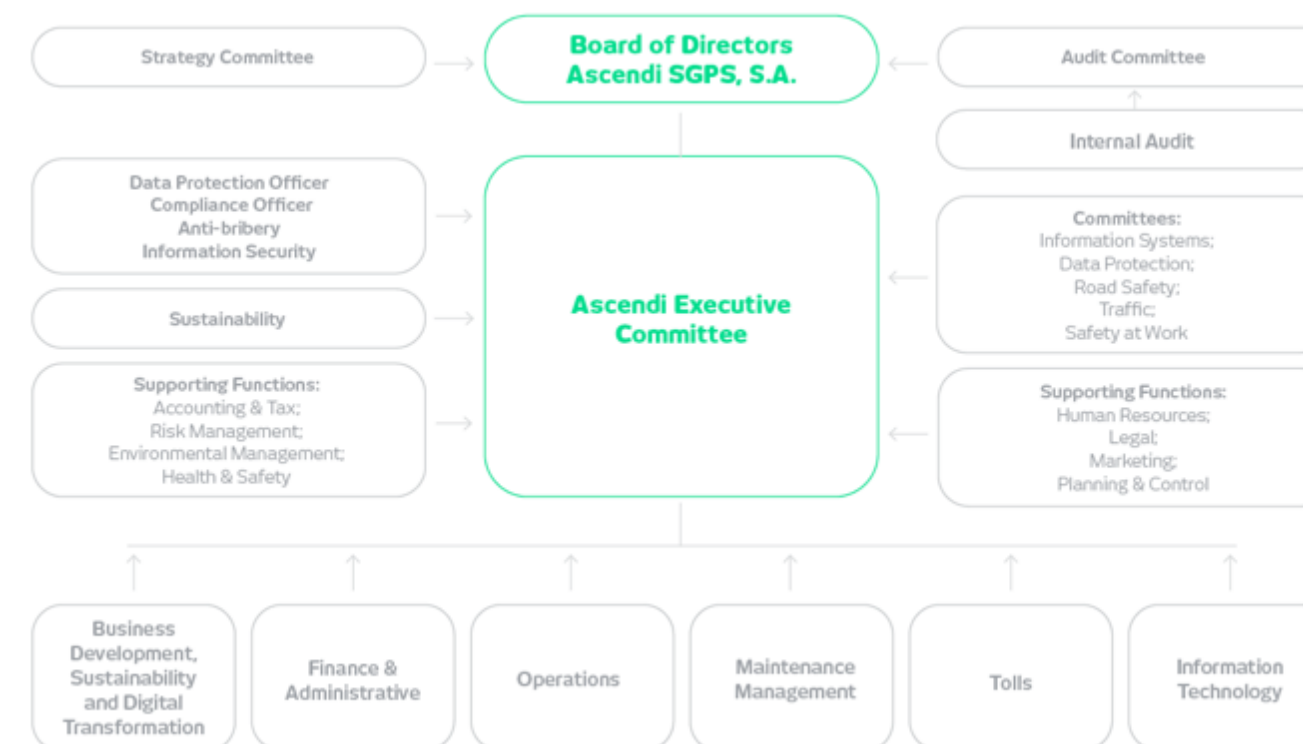 Strategy Committee
Board of Directors
Ascendi SGPS, S.A.
Audit Committee
Internal Audit
Data Protection Officer
Compliance Officer
Anti-bribery
Information Security
Sustainability
Supporting Functions:
Accounting & Tax;
Risk Management;
Environmental Management;
Health & Safety
Ascendi Executive
Committee
Committees:
Information Systems;
Data Protection;
Road Safety;
Traffic;
Safety at Work
Supporting Functions:
Human Resources;
Legal;
Marketing;
Planning & Control
Business
Development,
Sustainability
and Digital
Transformation
Finance &
Administrative
Operations
Maintenance
Management
Tolls
Information
Technology